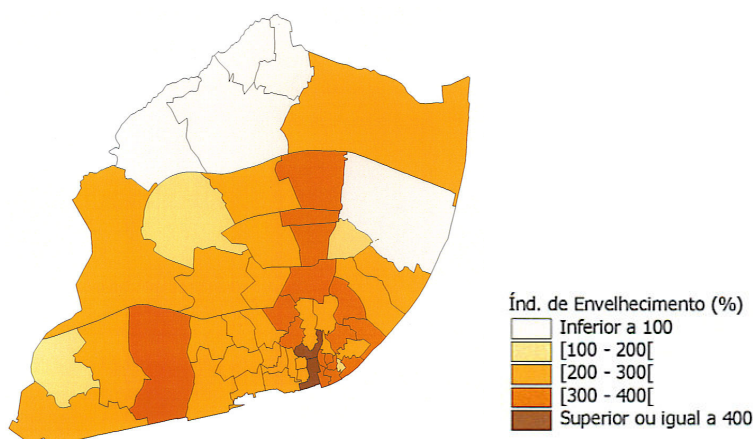 Índ. de Envelhecimento (%)
Inferior a 100
[100 - 200[
[200 - 300[
[300 - 400[
Superior ou igual a 400